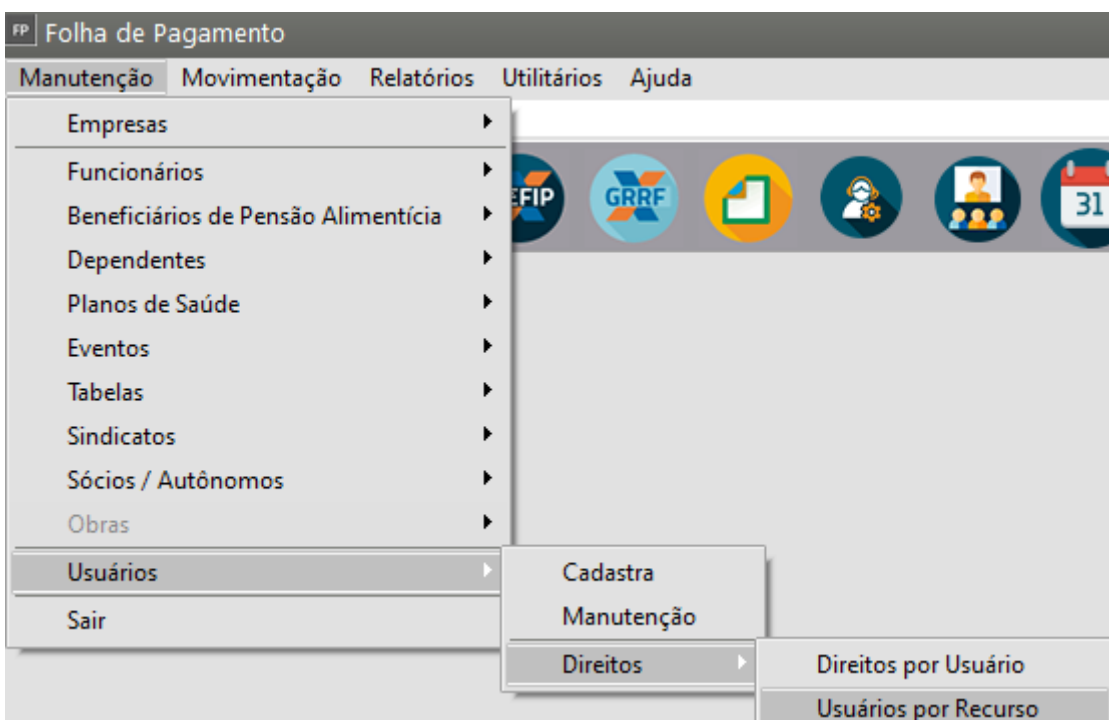 FP Folha de Pagamento
Manutenção Movimentação Relatórios Utilitários Ajuda
Empresas
Funcionários
EFIP GRRF 31
Beneficiários de Pensão Alimentícia
Dependentes
Planos de Saúde
Eventos
Tabelas
Sindicatos
Sócios / Autônomos
Obras
Usuários
Sair
Cadastra
Manutenção
Direitos
Direitos por Usuário
Usuários por Recurso